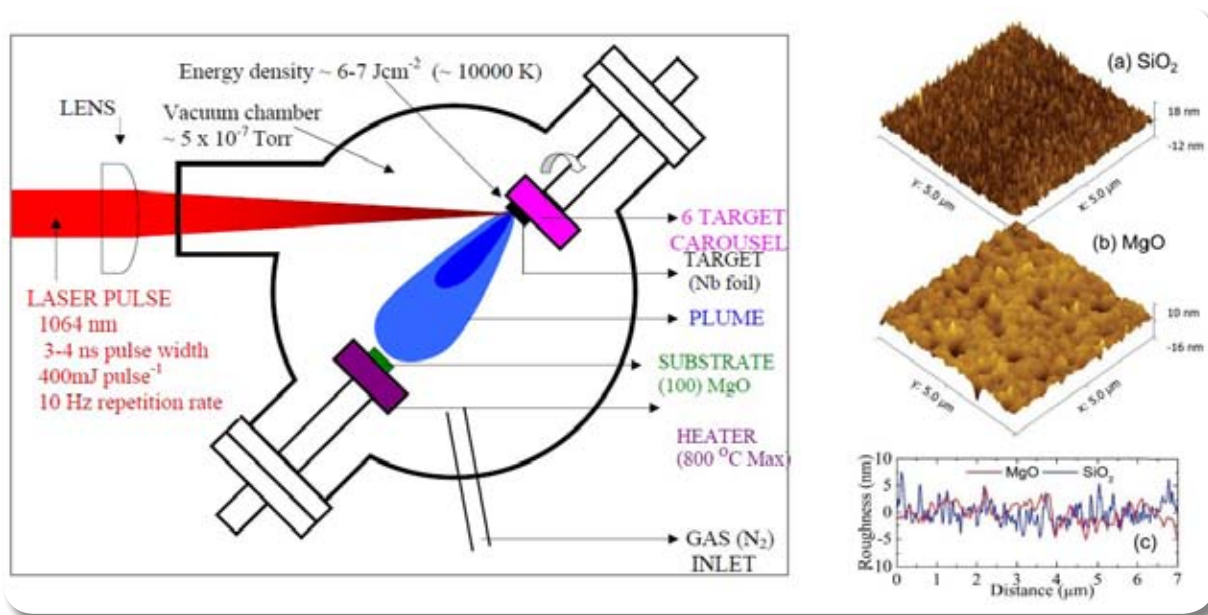 Energy density ~ 6-7 Jcm-2 (~ 10000 K)
LENS
Vacuum chamber
~ 5 x 10-7 Torr
6 TARGET
CAROUSEL
TARGET
(Nb foil)
PLUME
SUBSTRATE
(100) MgO
HEATER
(800 OC Max)
GAS (N2)
INLET
LASER PULSE
1064 nm
3-4 ns pulse width
400mJ pulse-1
10 Hz repetition rate
(a) SiO2
18 nm
-12 nm
y: 5.0 µm
x: 5.0 µm
(b) MgO
10 nm
-16 nm
y: 5.0 µm
x: 5.0 µm
Roughness (nm)
10
5
0
-5
10
MgO
SiO2
(c)
0 1 2 3 4 5 6 7
Distance (µm)